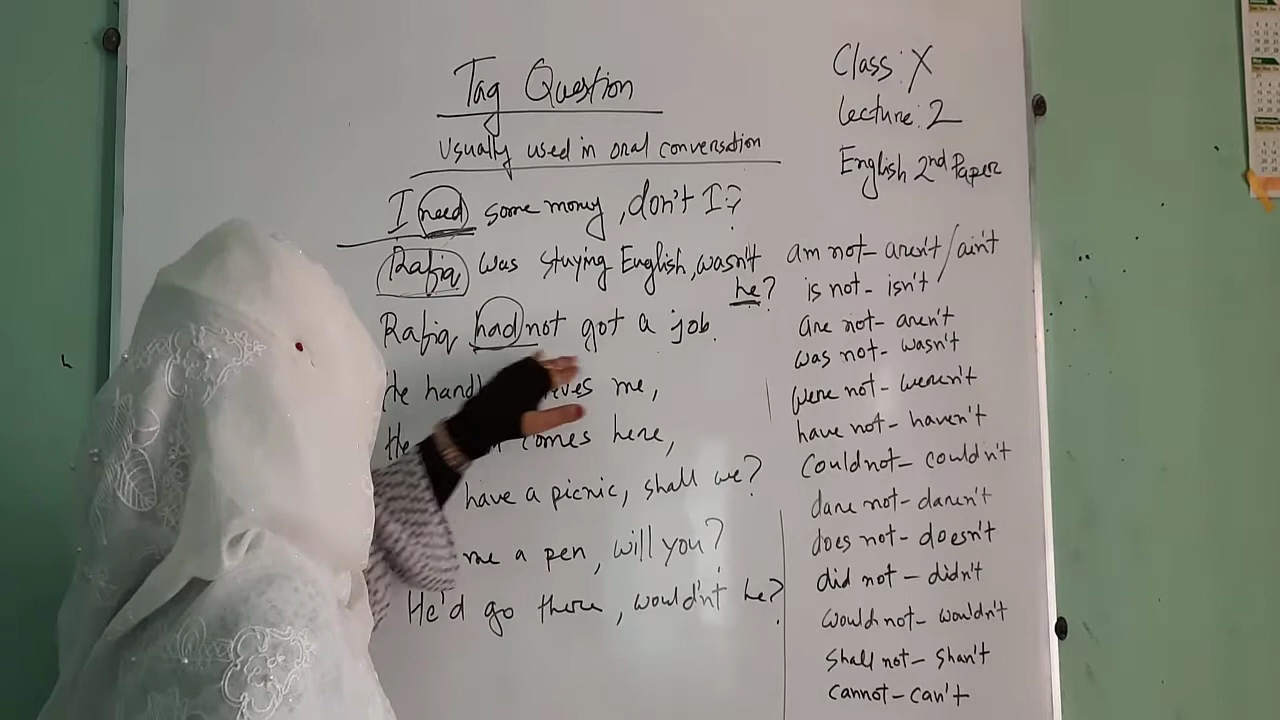 Tag Question
Usually used in oral conversation
I need some money, don't I?
Rafiq was stuying English, wasn't
he?
Rafiq had not got a job.
He me,
comes here,
have a picnic, shall we?
me a pen, will you?
He'd go there, wouldn't he?
Class: X
Lecture: 2
English 2nd Paper
am not - aren't / ain't
is not - isn't
are not - aren't
was not - wasn't
were not - weren't
have not - haven't
Could not - couldn't
dare not - daren't
does not - doesn't
did not - didn't
would not - wouldn't
shall not - shan't
cannot - can't